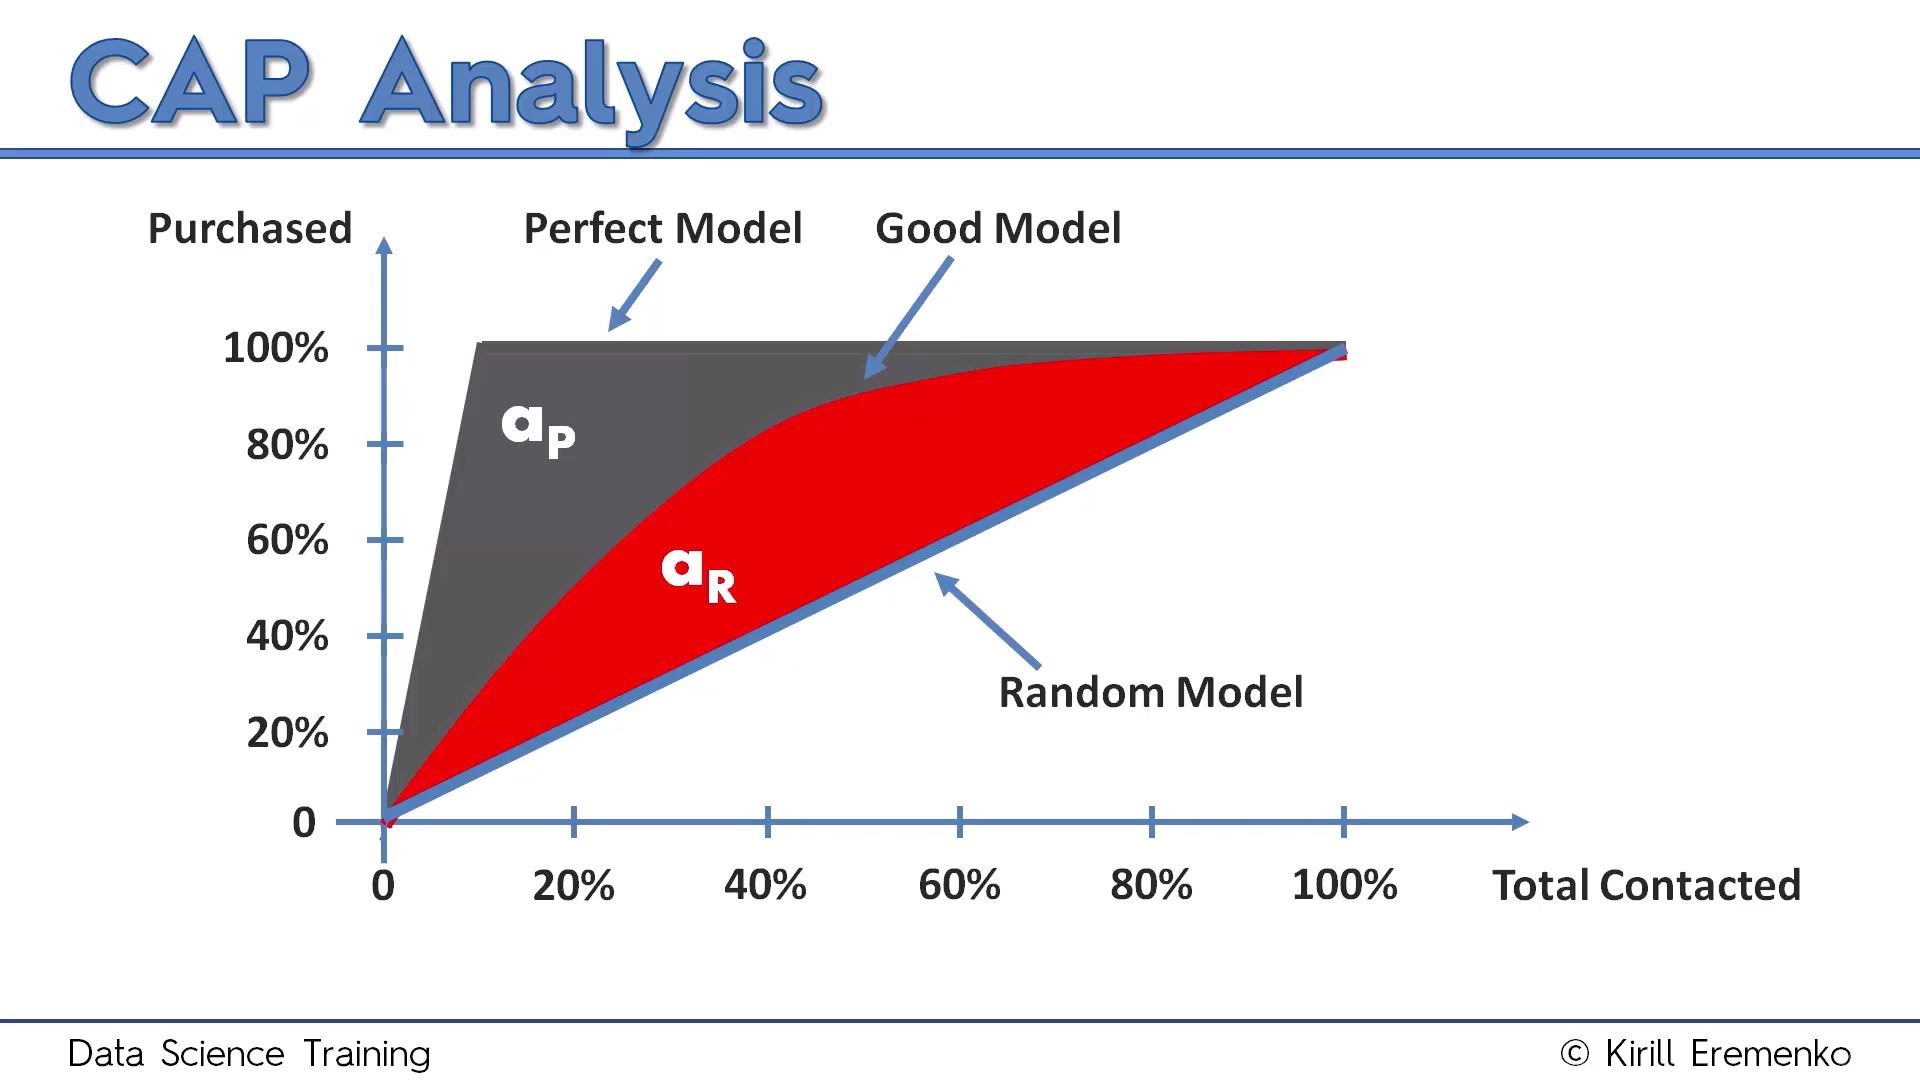 CAP Analysis
Purchased
Perfect Model
Good Model
100%
80%
60%
40%
20%
0
a_P
a_R
Random Model
0
20%
40%
60%
80%
100%
Total Contacted
Data Science Training
© Kirill Eremenko